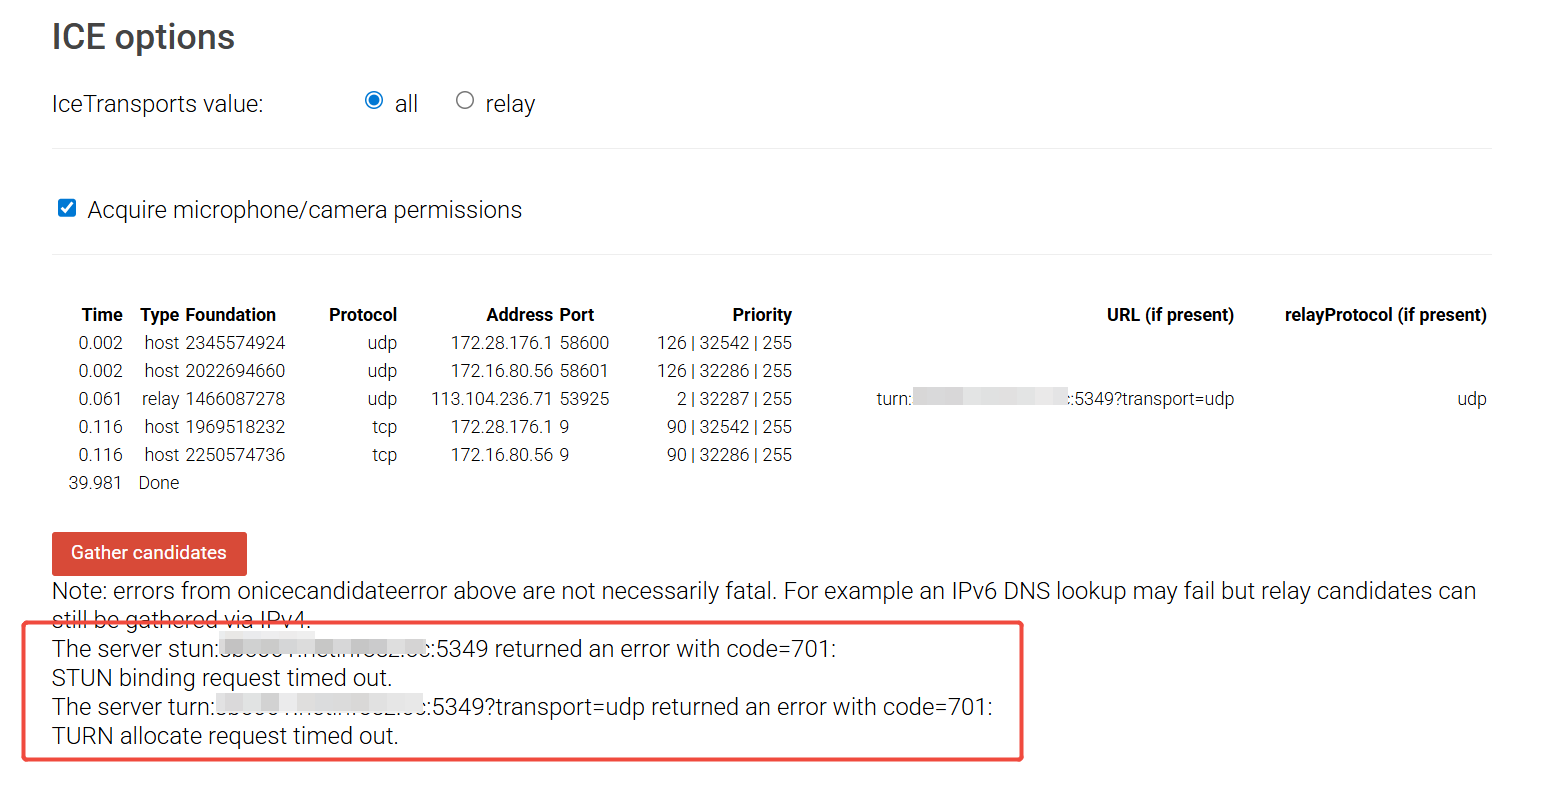 ICE options
IceTransports value: all relay
Acquire microphone/camera permissions
Time Type Foundation Protocol Address Port Priority URL (if present) relayProtocol (if present)
0.002 host 2345574924 udp 172.28.176.1 58600 126 | 32542 | 255
0.002 host 2022694660 udp 172.16.80.56 58601 126 | 32286 | 255
0.061 relay 1466087278 udp 113.104.236.71 53925 2 | 32287 | 255 turn: :5349?transport=udp udp
0.116 host 1969518232 tcp 172.28.176.1 9 90 | 32542 | 255
0.116 host 2250574736 tcp 172.16.80.56 9 90 | 32286 | 255
39.981 Done
Gather candidates
Note: errors from onicecandidateerror above are not necessarily fatal. For example an IPv6 DNS lookup may fail but relay candidates can
still be gathered via IPv4.
The server stun: :5349 returned an error with code=701:
STUN binding request timed out.
The server turn: :5349?transport=udp returned an error with code=701:
TURN allocate request timed out.